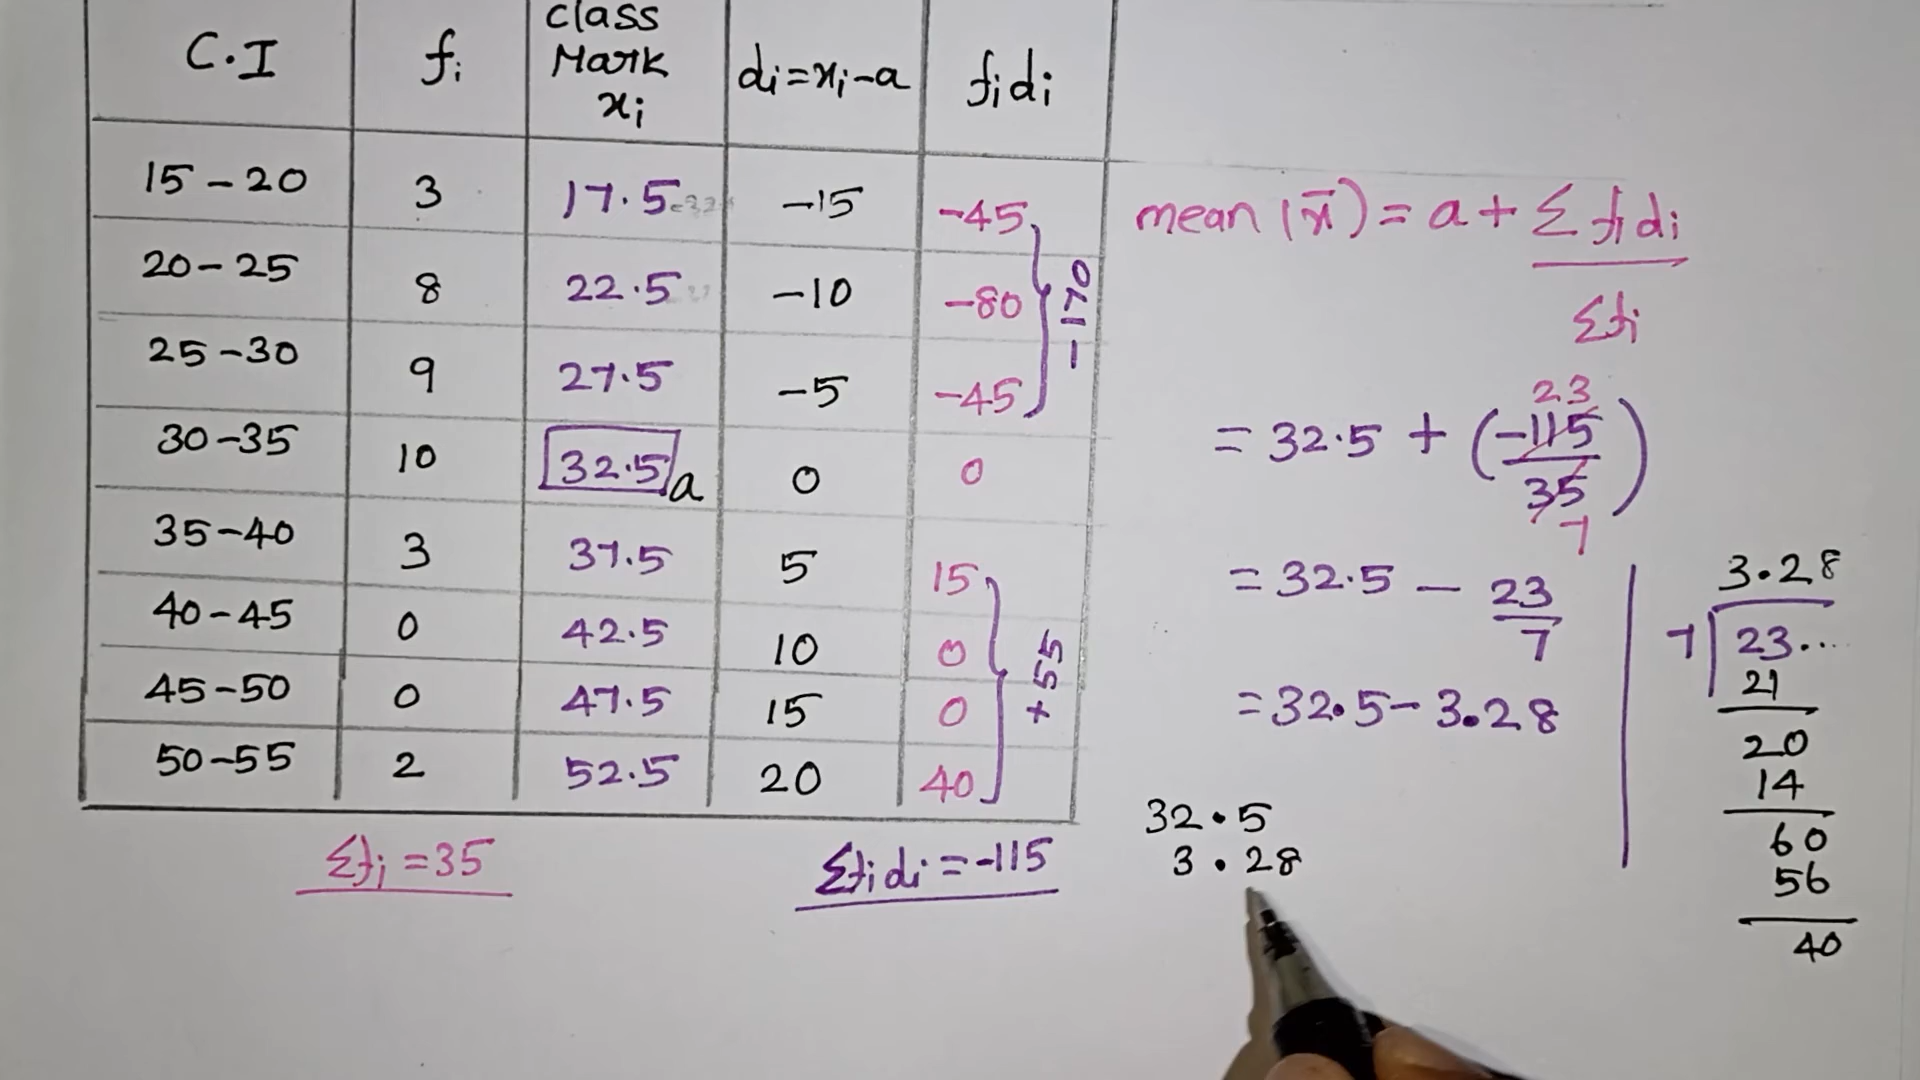 C.I fi class Mark xi di=xi-a fidi
15-20 3 17.5 -15 -45
20-25 8 22.5 -10 -80
25-30 9 27.5 -5 -45
-170
30-35 10 32.5 a 0 0
35-40 3 37.5 5 15
40-45 0 42.5 10 0
45-50 0 47.5 15 0
50-55 2 52.5 20 40
+55
Σfi=35 Σfidi=-115
mean (x̄)= a+ Σfidi
Σfi
= 32.5 + (-115/35)
23
7
= 32.5 - 23/7
= 32.5-3.28
32.5
3.28
3.28
7 23...
21
20
14
60
56
40